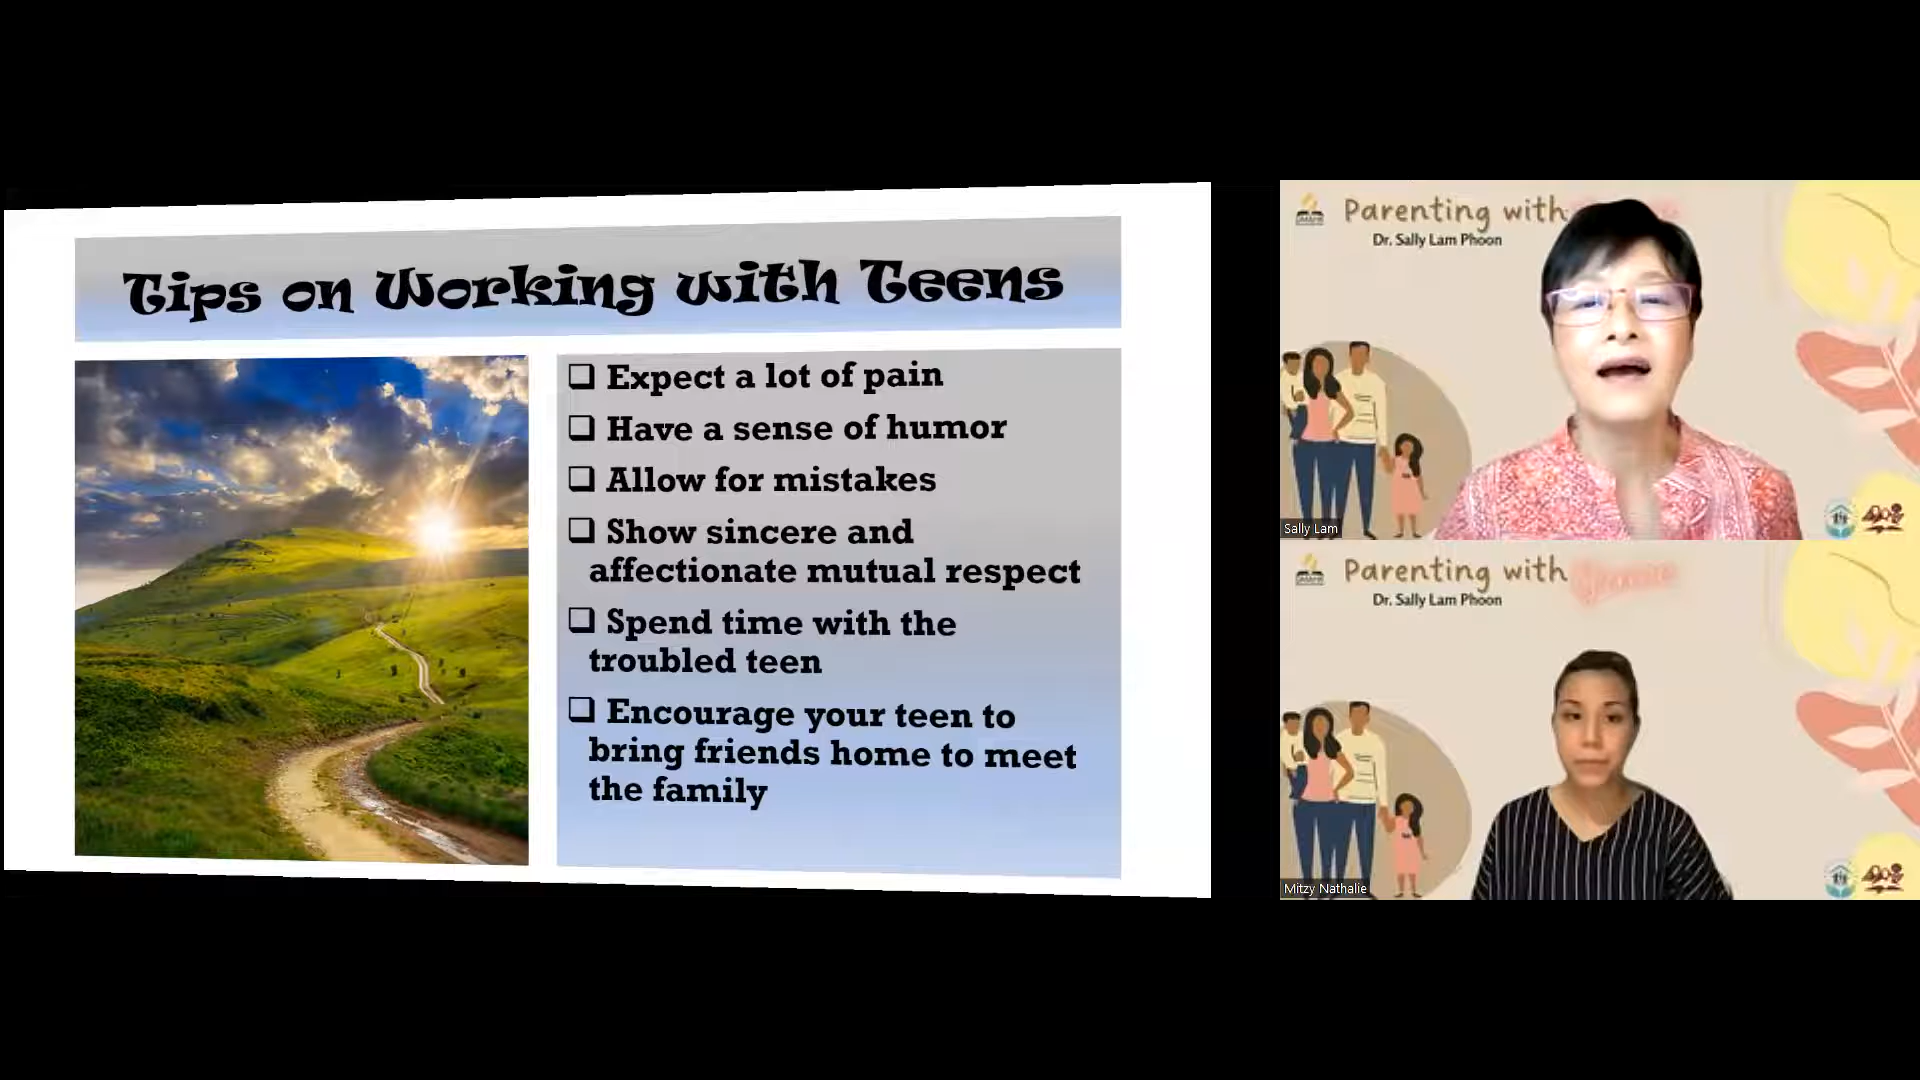 Tips on Working with Teens
❑ Expect a lot of pain
❑ Have a sense of humor
❑ Allow for mistakes
❑ Show sincere and
affectionate mutual respect
❑ Spend time with the
troubled teen
❑ Encourage your teen to
bring friends home to meet
the family
Parenting with
Dr. Sally Lam Phoon
Sally Lam
Parenting with
Dr. Sally Lam Phoon
Mitzy Nathalie